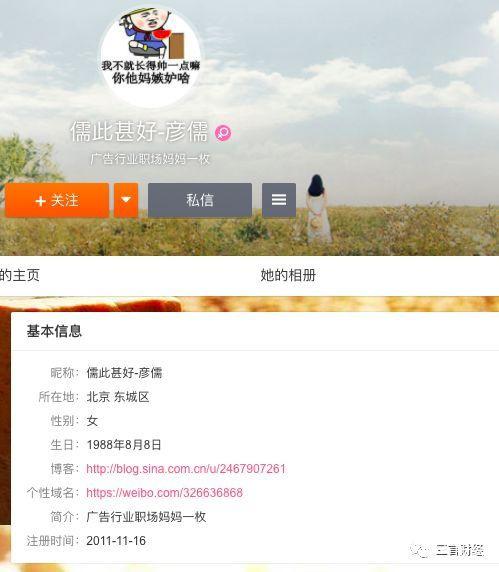 我不就长得帅一点嘛
你他妈嫉妒啥
儒此甚好-彦儒
广告行业职场妈妈一枚
+ 关注
私信
的主页
她的相册
基本信息
昵称： 儒此甚好-彦儒
所在地： 北京 东城区
性别： 女
生日： 1988年8月8日
博客： http://blog.sina.com.cn/u/2467907261
个性域名： https://weibo.com/326636868
简介： 广告行业职场妈妈一枚
注册时间： 2011-11-16
三言财经